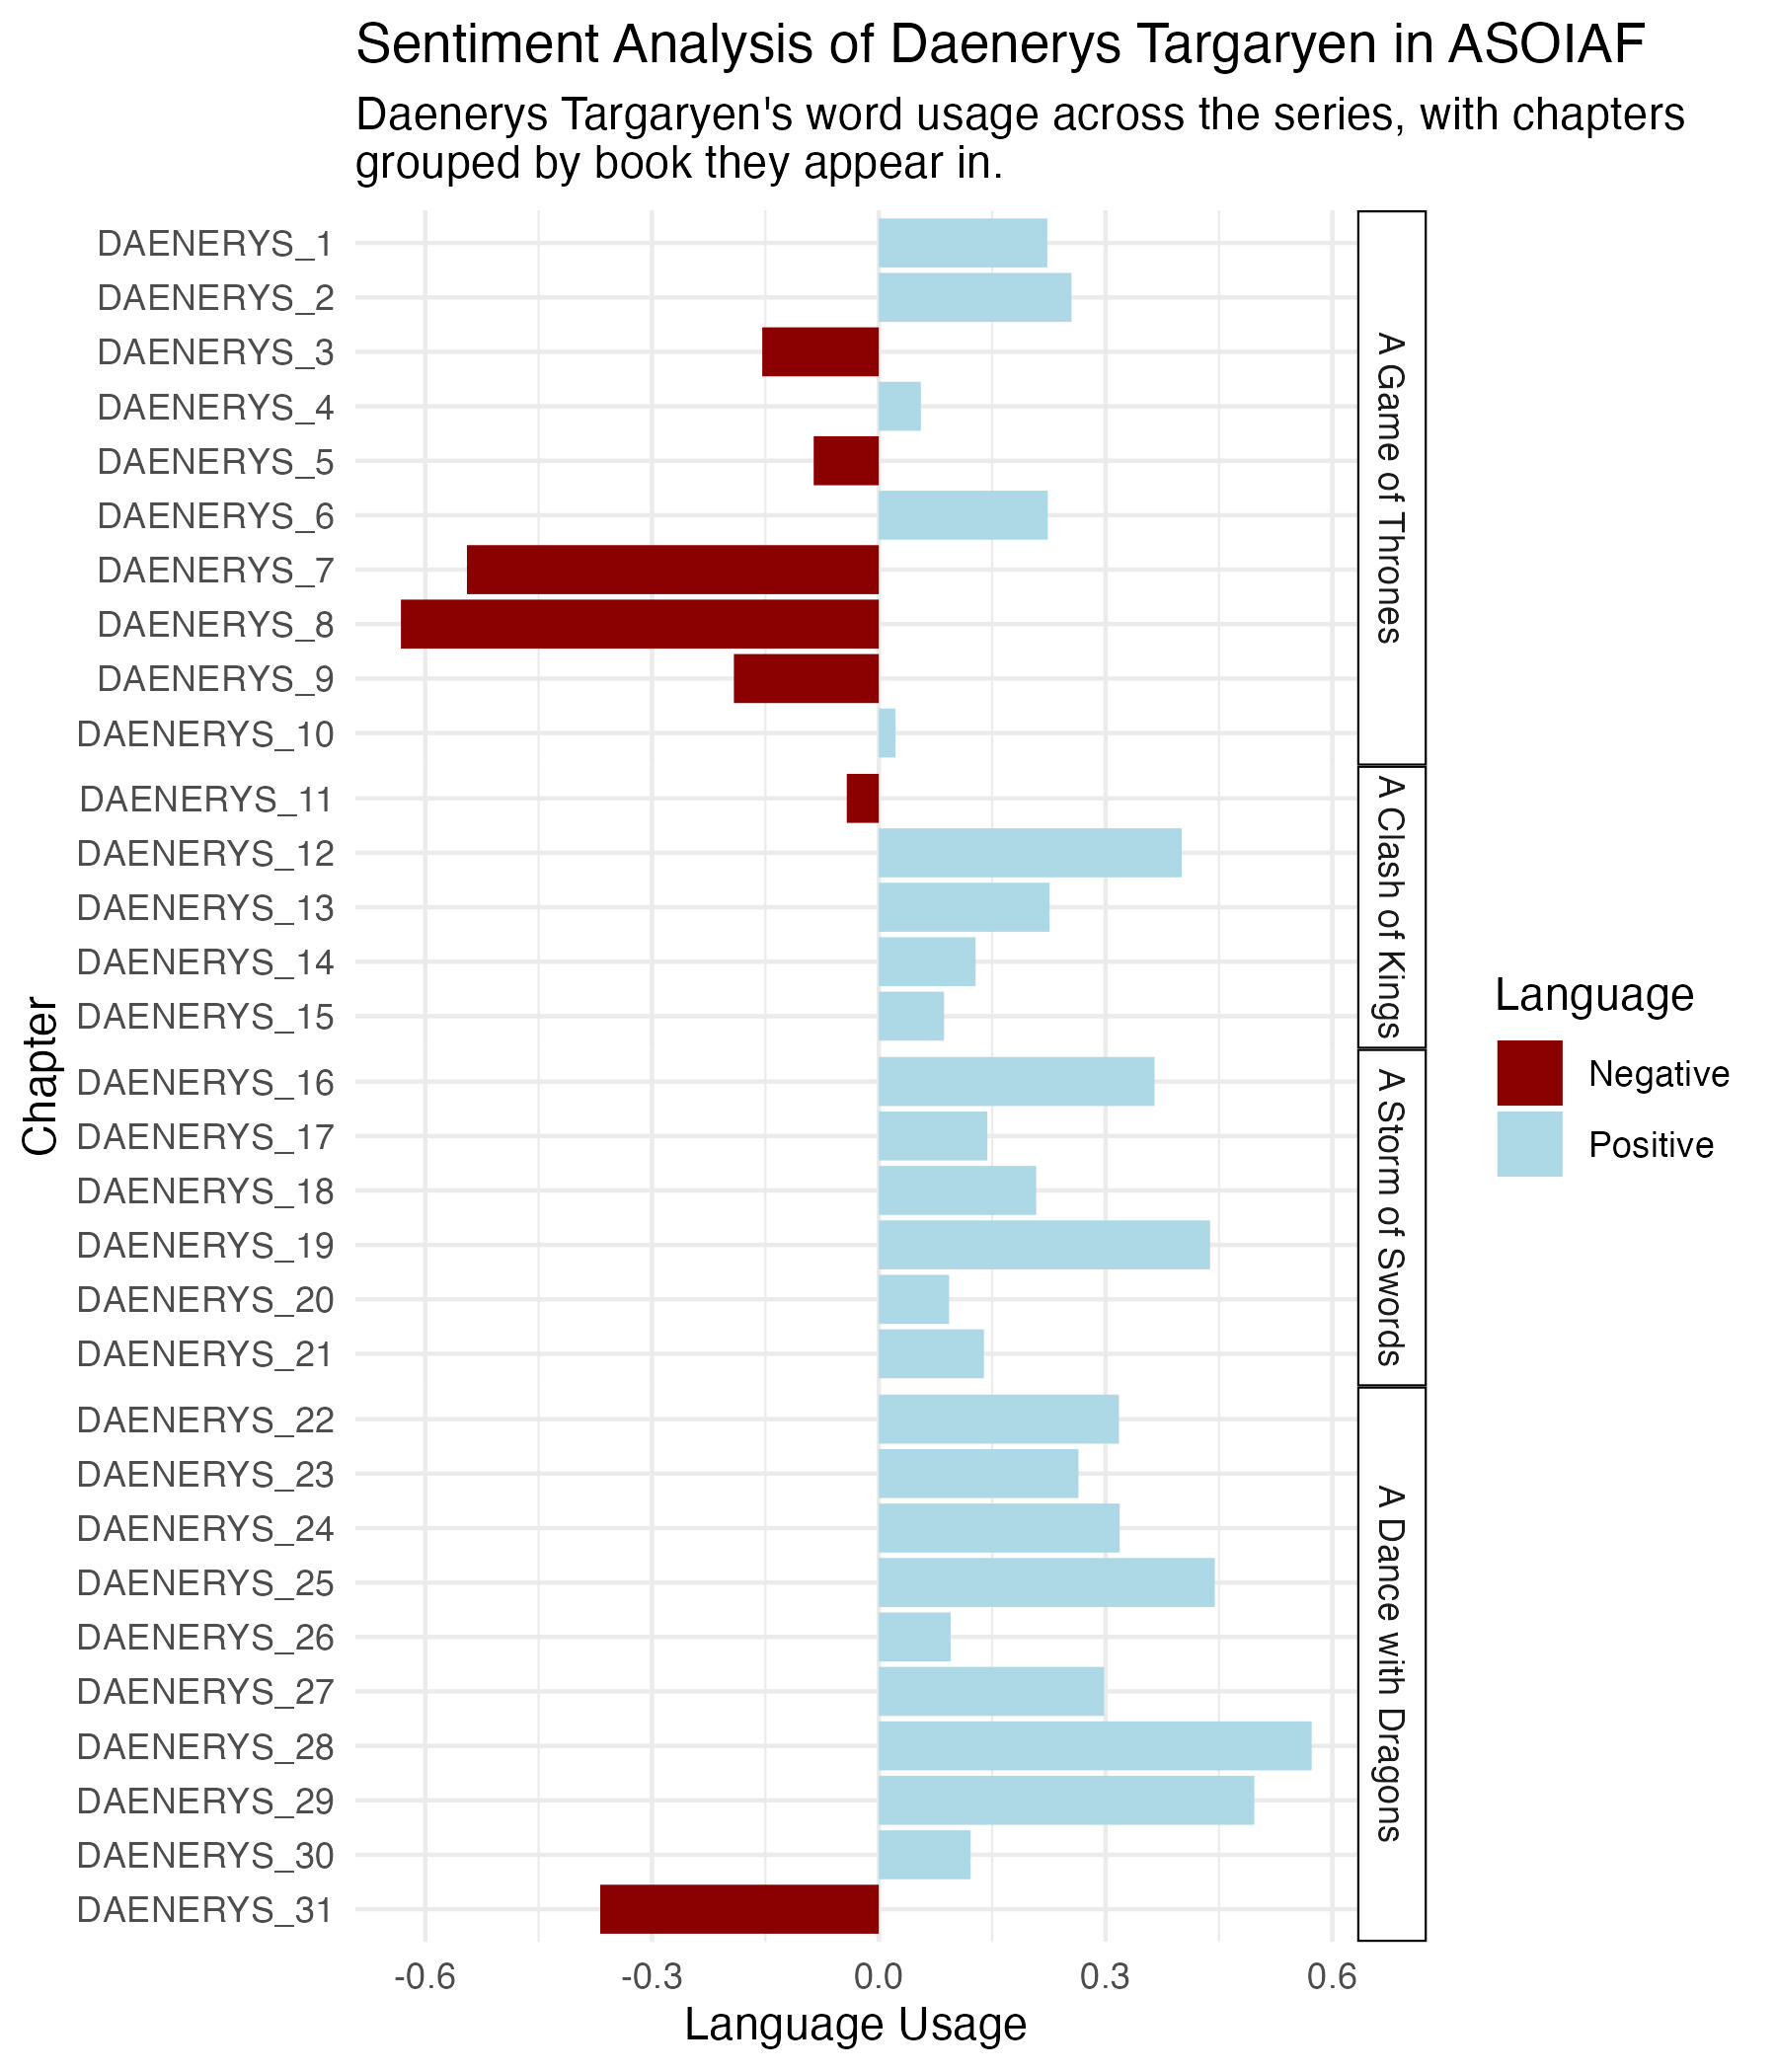 Sentiment Analysis of Daenerys Targaryen in ASOIAF
Daenerys Targaryen's word usage across the series, with chapters
grouped by book they appear in.
Chapter
DAENERYS_1
DAENERYS_2
DAENERYS_3
DAENERYS_4
DAENERYS_5
DAENERYS_6
DAENERYS_7
DAENERYS_8
DAENERYS_9
DAENERYS_10
A Game of Thrones
DAENERYS_11
DAENERYS_12
DAENERYS_13
DAENERYS_14
DAENERYS_15
A Clash of Kings
DAENERYS_16
DAENERYS_17
DAENERYS_18
DAENERYS_19
DAENERYS_20
DAENERYS_21
A Storm of Swords
DAENERYS_22
DAENERYS_23
DAENERYS_24
DAENERYS_25
DAENERYS_26
DAENERYS_27
DAENERYS_28
DAENERYS_29
DAENERYS_30
DAENERYS_31
A Dance with Dragons
-0.6 -0.3 0.0 0.3 0.6
Language Usage
Language
Negative
Positive